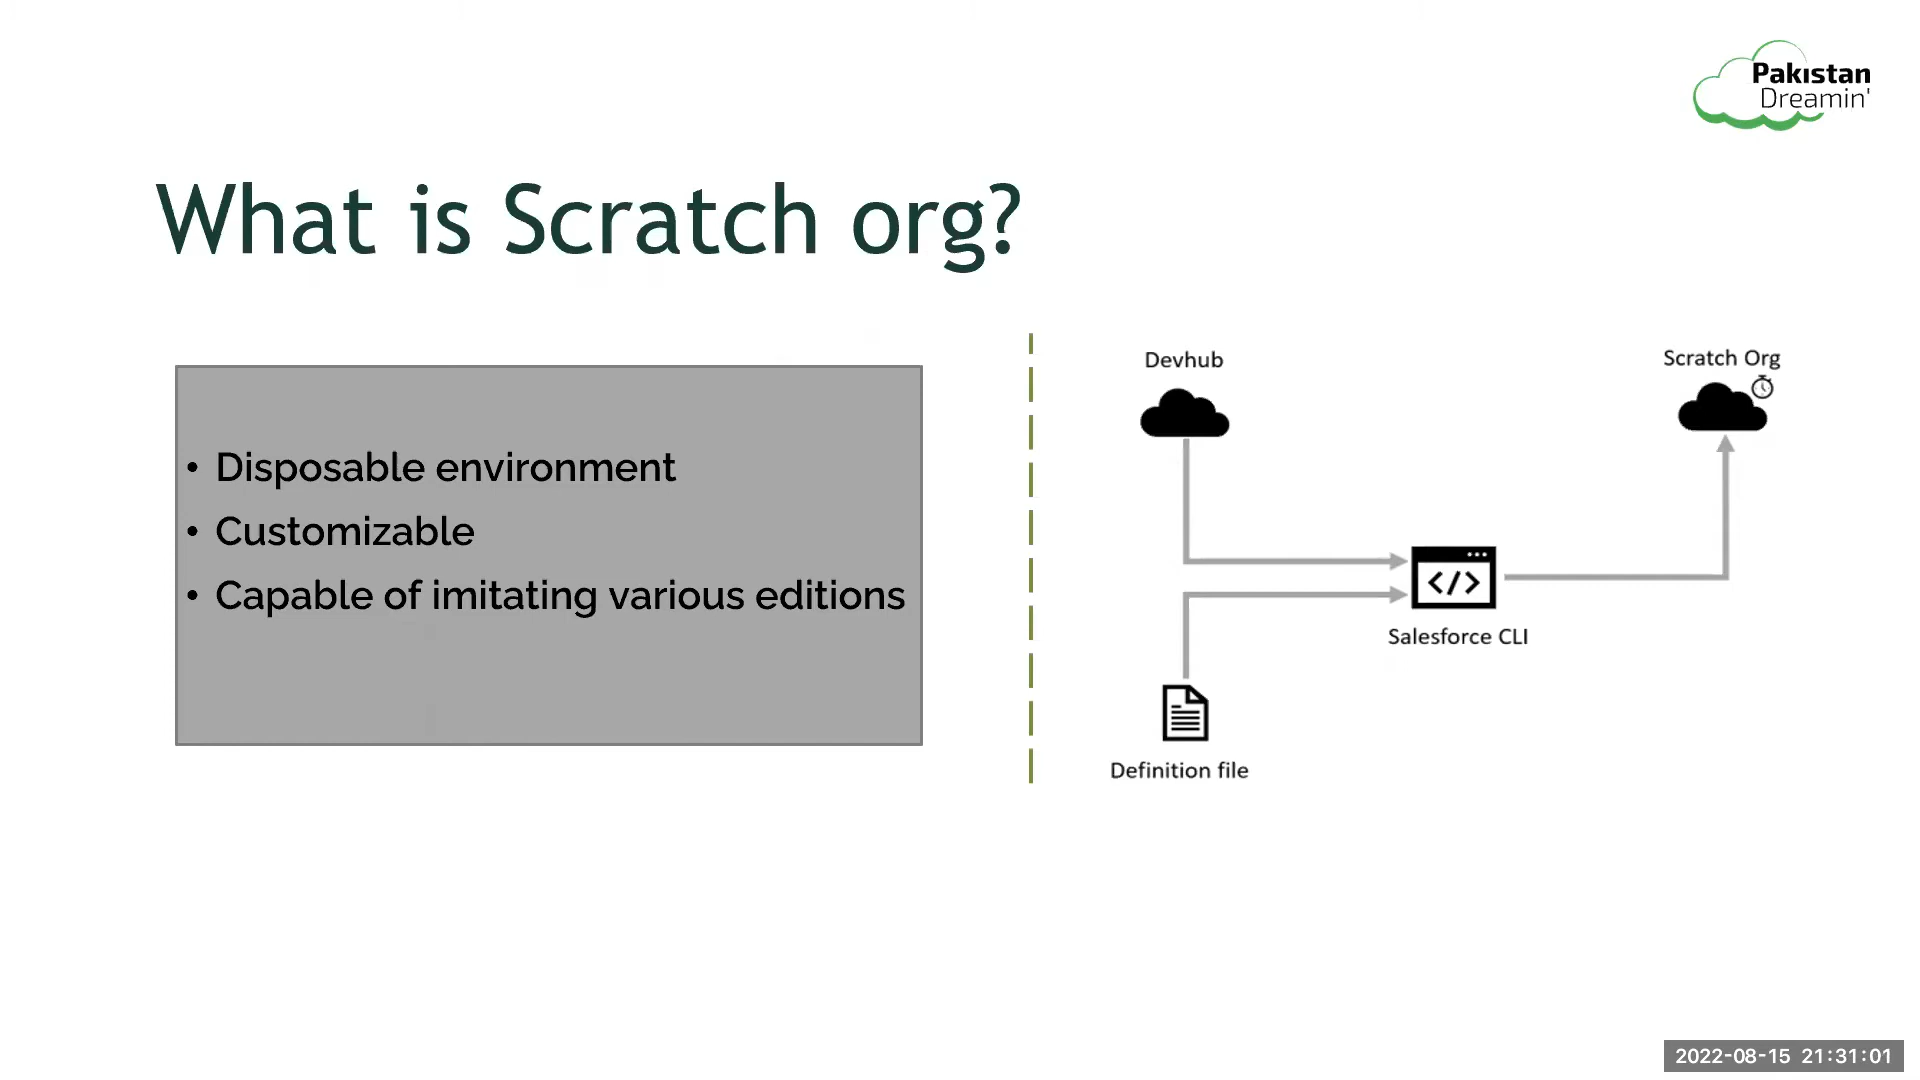 Pakistan
Dreamin'
What is Scratch org?
• Disposable environment
• Customizable
• Capable of imitating various editions
Devhub
Scratch Org
</>
Salesforce CLI
Definition file
2022-08-15 21:31:01